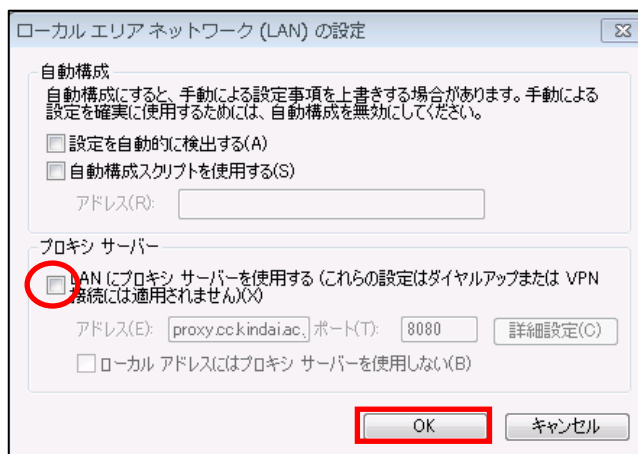 ローカル エリア ネットワーク (LAN) の設定
自動構成
自動構成にすると、手動による設定事項を上書きする場合があります。手動による
設定を確実に使用するためには、自動構成を無効にしてください。
設定を自動的に検出する(A)
自動構成スクリプトを使用する(S)
アドレス(R):
プロキシ サーバー
LAN にプロキシ サーバーを使用する (これらの設定はダイヤルアップまたは VPN
接続には適用されません)(X)
アドレス(E): proxy.cc.kindai.ac. ポート(T): 8080 詳細設定(C)
ローカル アドレスにはプロキシ サーバーを使用しない(B)
OK キャンセル